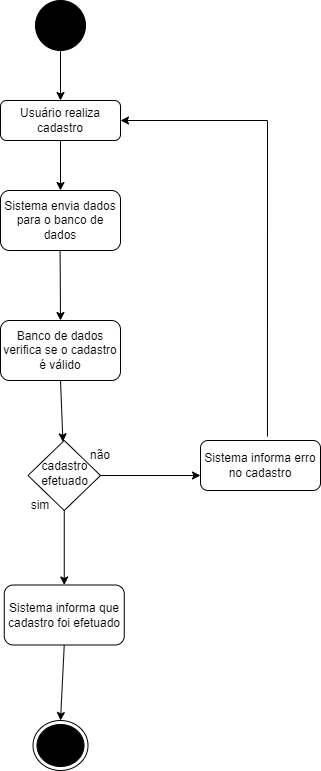 Usuário realiza
cadastro
Sistema envia dados
para o banco de
dados
Banco de dados
verifica se o cadastro
é válido
cadastro
efetuado
não
sim
Sistema informa erro
no cadastro
Sistema informa que
cadastro foi efetuado